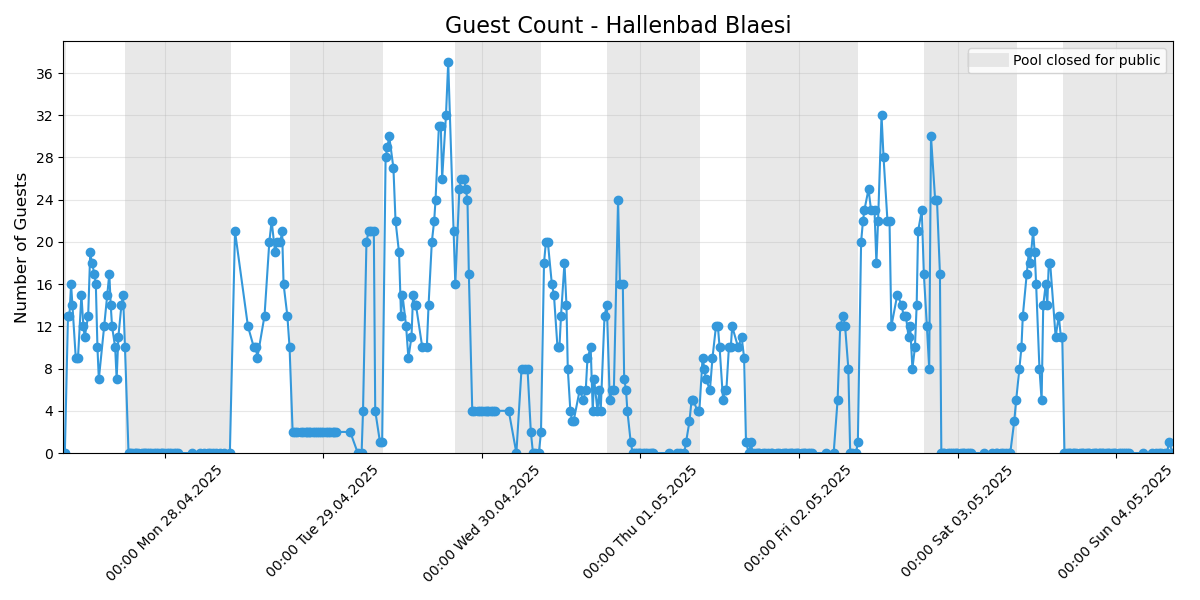 Guest Count - Hallenbad Blaesi
Pool closed for public
Number of Guests
36
32
28
24
20
16
12
8
4
0
00:00 Mon 28.04.2025
00:00 Tue 29.04.2025
00:00 Wed 30.04.2025
00:00 Thu 01.05.2025
00:00 Fri 02.05.2025
00:00 Sat 03.05.2025
00:00 Sun 04.05.2025